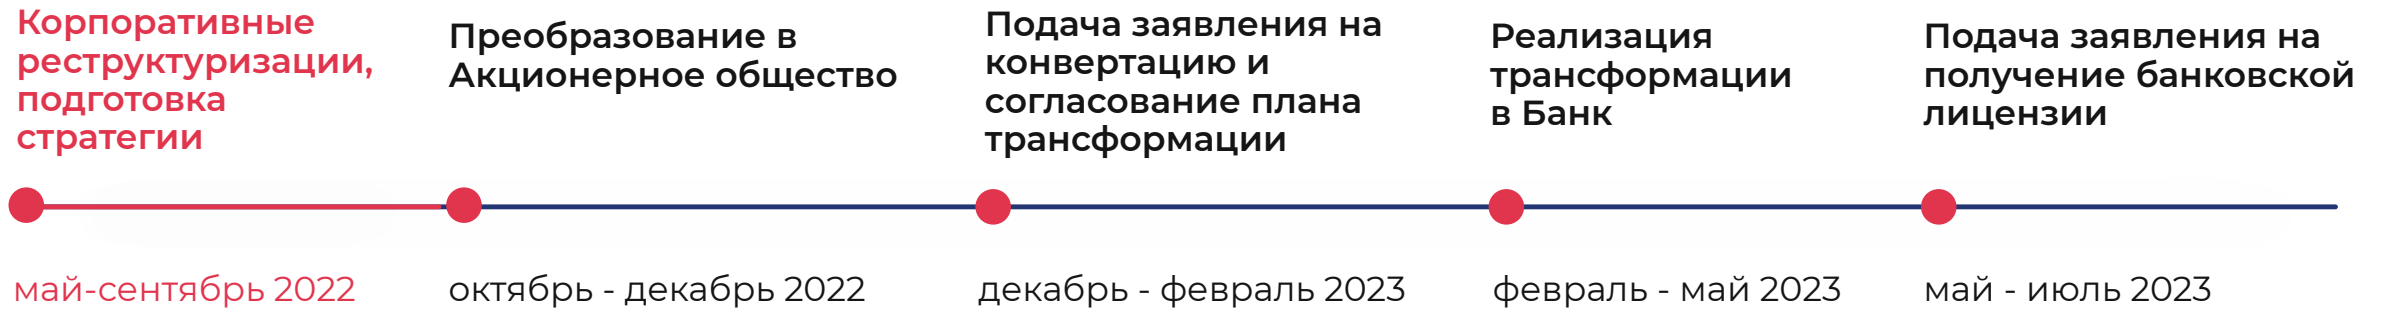 Корпоративные
реструктуризации,
подготовка
стратегии
май-сентябрь 2022
Преобразование в
Акционерное общество
октябрь - декабрь 2022
Подача заявления на
конвертацию и
согласование плана
трансформации
декабрь - февраль 2023
Реализация
трансформации
в Банк
февраль - май 2023
Подача заявления на
получение банковской
лицензии
май - июль 2023